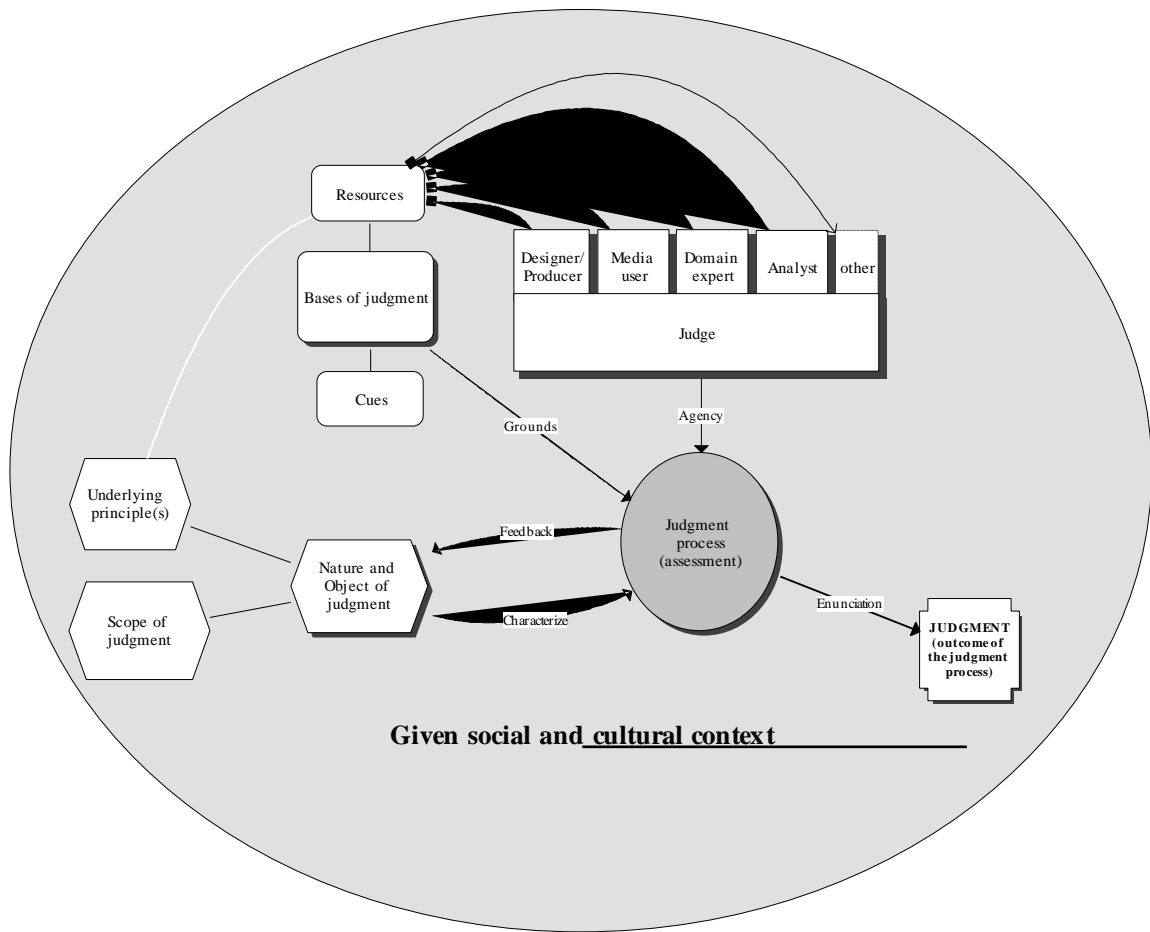 Resources
Designer/
Producer
Media
user
Domain
expert
Analyst
other
Bases of judgment
Judge
Cues
Grounds
Agency
Underlying
principle(s)
Feedback
Judgment
process
(assessment)
Nature and
Object of
judgment
Characterize
Scope of
judgment
Enunciation
JUDGMENT
(outcome of
the judgment
process)
Given social and cultural context